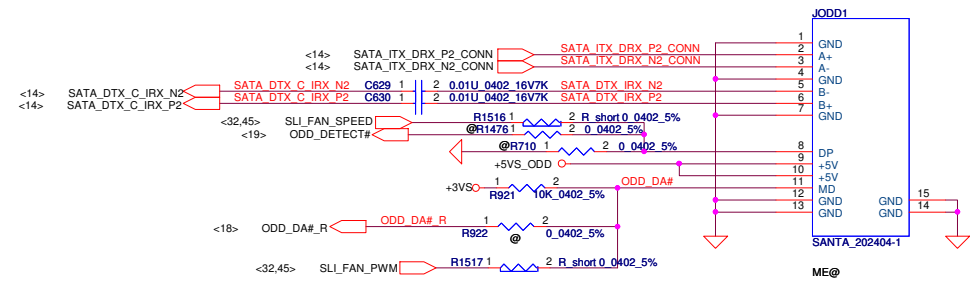 JODD1
1 GND
<14> SATA_ITX_DRX_P2_CONN SATA_ITX_DRX_P2_CONN 2 A+
<14> SATA_ITX_DRX_N2_CONN SATA_ITX_DRX_N2_CONN 3 A-
4 GND
<14> SATA_DTX_C_IRX_N2 SATA_DTX_C_IRX_N2 C629 1 2 0.01U_0402_16V7K SATA_DTX_IRX_N2 5 B-
<14> SATA_DTX_C_IRX_P2 SATA_DTX_C_IRX_P2 C630 1 2 0.01U_0402_16V7K SATA_DTX_IRX_P2 6 B+
7 GND
<32,45> SLI_FAN_SPEED R1516 1 2 R_short 0_0402_5%
<19> ODD_DETECT# @R1476 1 2 0_0402_5%
@R710 1 2 0_0402_5% 8 DP
+5VS_ODD 9 +5V
10 +5V
+3VS R921 1 2 10K_0402_5% ODD_DA# 11 MD
12 GND GND 15
13 GND GND 14
<18> ODD_DA#_R ODD_DA#_R R922 1 2 @ 0_0402_5%
SANTA_202404-1
<32,45> SLI_FAN_PWM R1517 1 2 R_short 0_0402_5%
ME@